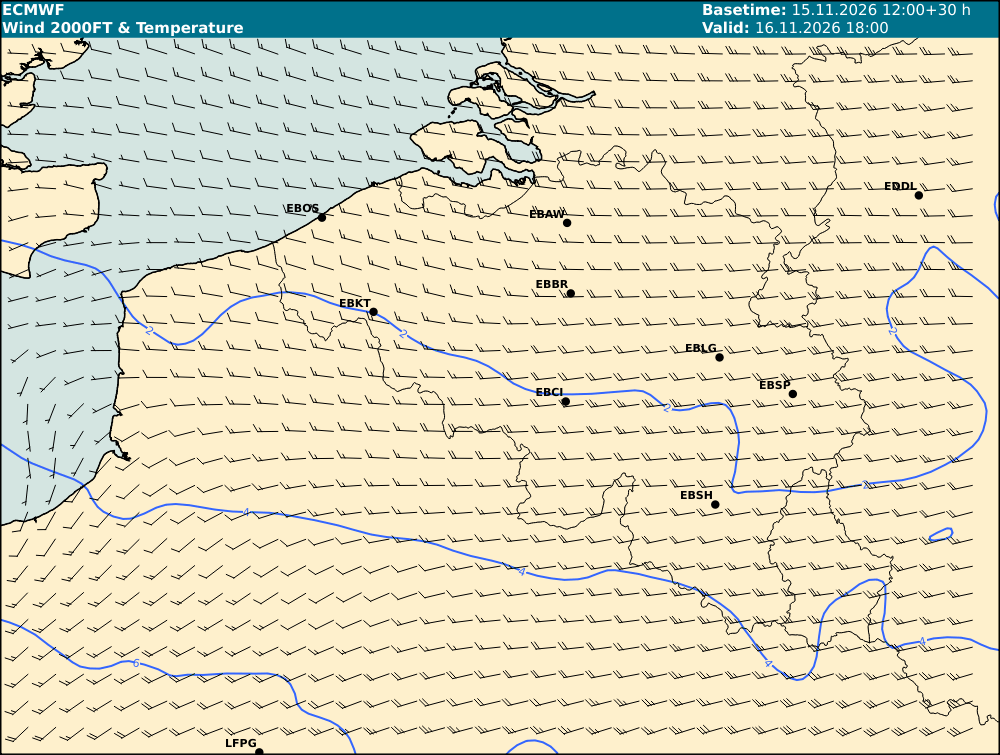 ECMWF
Basetime: 15.11.2026 12:00+30 h
Wind 2000FT & Temperature
Valid: 16.11.2026 18:00
EDDL
EBOS
EBAW
EBBR
EBKT
2
2
2
EBLG
EBSP
EBCI
2
2
EBSH
4
4
4
6
4
LFPG